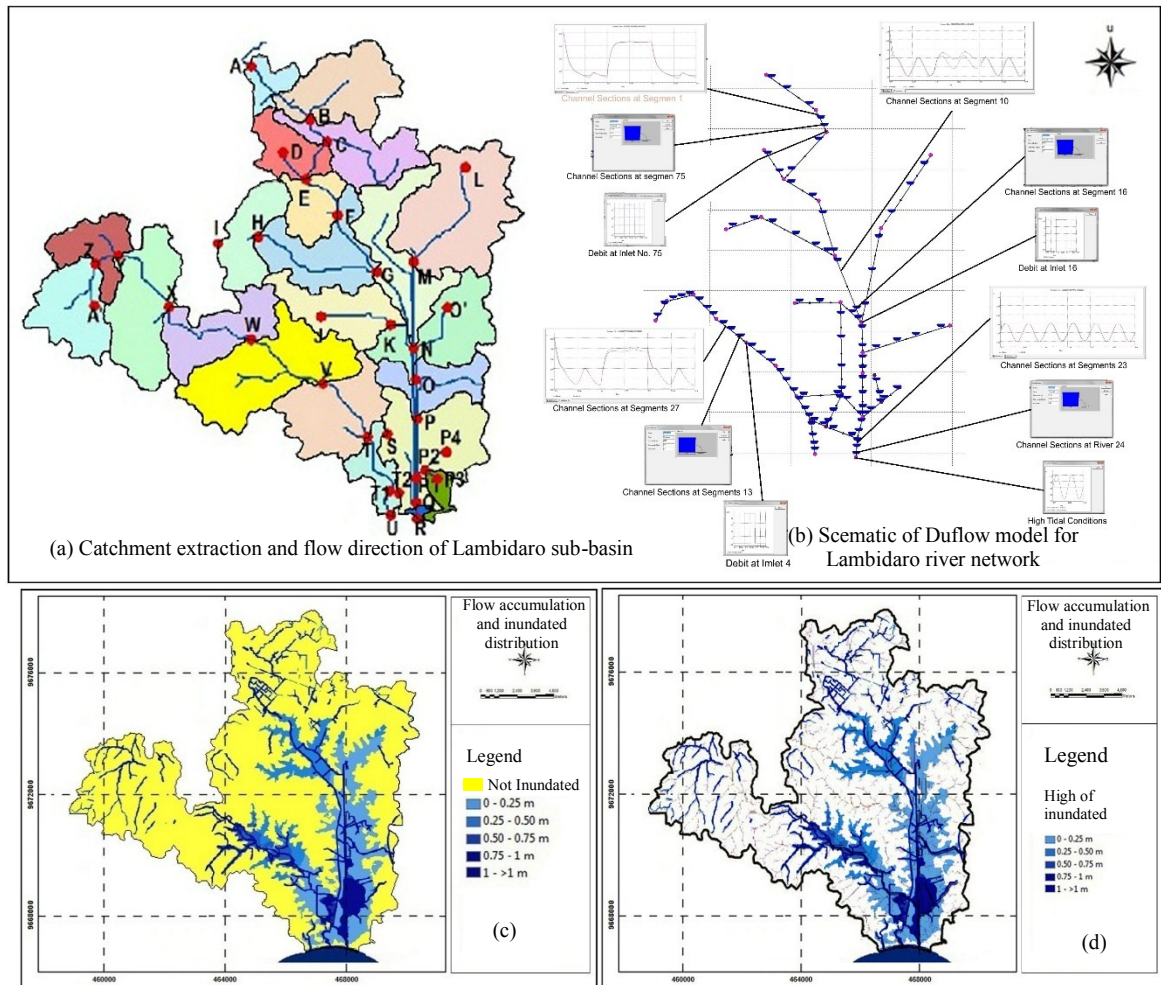 A
B
C
D
E
F
L
I
H
G
M
Z
A
X
W
J
K
O'
N
O
V
P
T
S
P4
P2
T2
T1
P3
Q
U
R
(a) Catchment extraction and flow direction of Lambidaro sub-basin
u
Channel Sections at Segmen 1
Channel Sections at Segment 10
Channel Sections at segmen 75
Channel Sections at Segment 16
Debit at Inlet No. 75
Debit at Inlet 16
Channel Sections at Segments 27
Channel Sections at Segments 23
Channel Sections at Segments 13
Channel Sections at River 24
Debit at Imlet 4
High Tidal Conditions
(b) Scematic of Duflow model for
Lambidaro river network
Flow accumulation
and inundated
distribution
Legend
Not Inundated
0 - 0.25 m
0.25 - 0.50 m
0.50 - 0.75 m
0.75 - 1 m
1 - >1 m
9676000
9672000
9668000
460000
464000
468000
(c)
Flow accumulation
and inundated
distribution
Legend
High of
inundated
0 - 0.25 m
0.25 - 0.50 m
0.50 - 0.75 m
0.75 - 1 m
1 - >1 m
9676000
9672000
9668000
460000
464000
468000
(d)